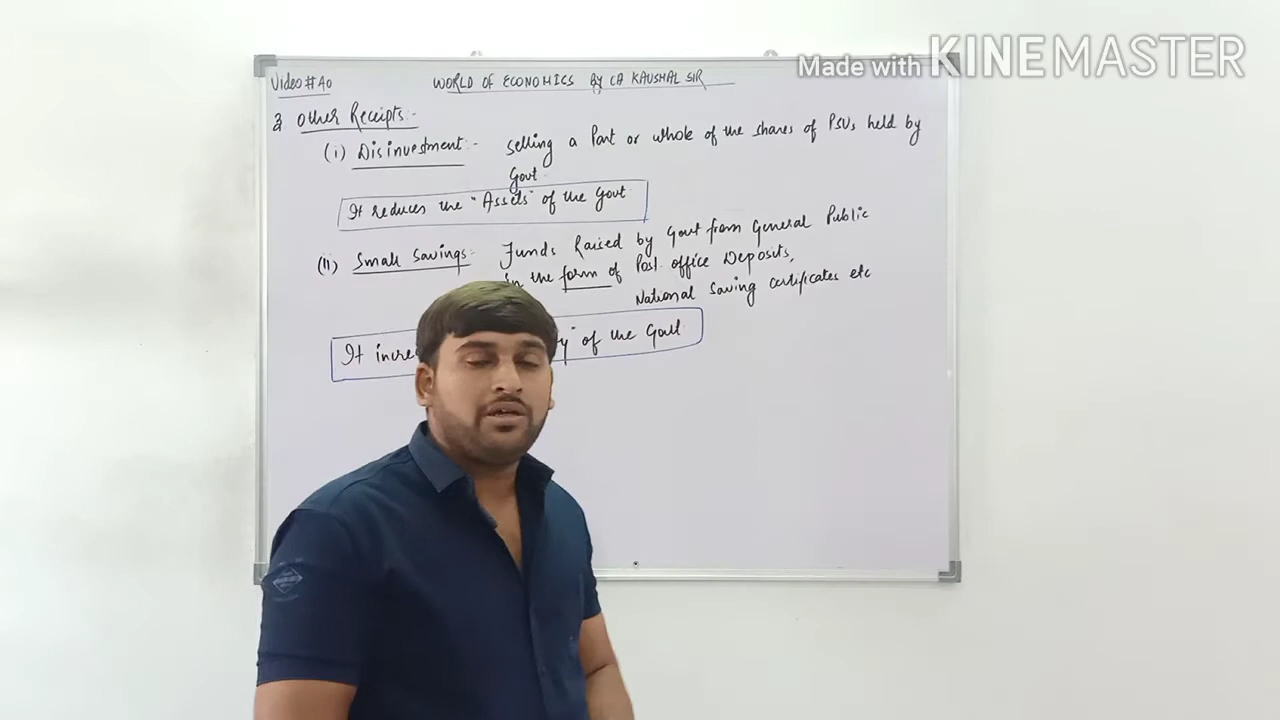 Made with KINEMASTER
Video #40
WORLD OF ECONOMICS BY CA KAUSHAL SIR
3 Other Receipts:-
(i) Disinvestment:- Selling a Part or whole of the shares of PSUs held by
Govt.
It reduces the "Assets" of the Govt
(ii) Small Savings: Funds Raised by Govt from General Public
in the form of Post office Deposits,
National Saving certificates etc
It of the Govt